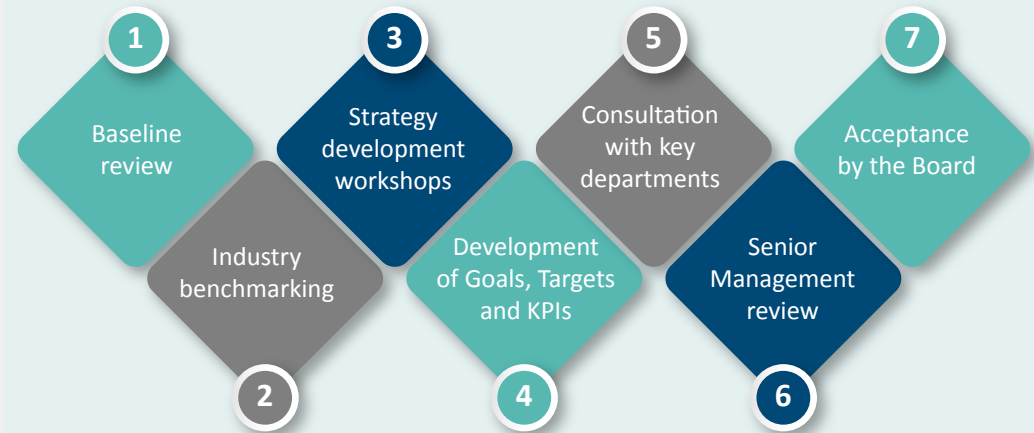 1
Baseline
review
2
Industry
benchmarking
3
Strategy
development
workshops
4
Development
of Goals, Targets
and KPIs
5
Consultation
with key
departments
6
Senior
Management
review
7
Acceptance
by the Board